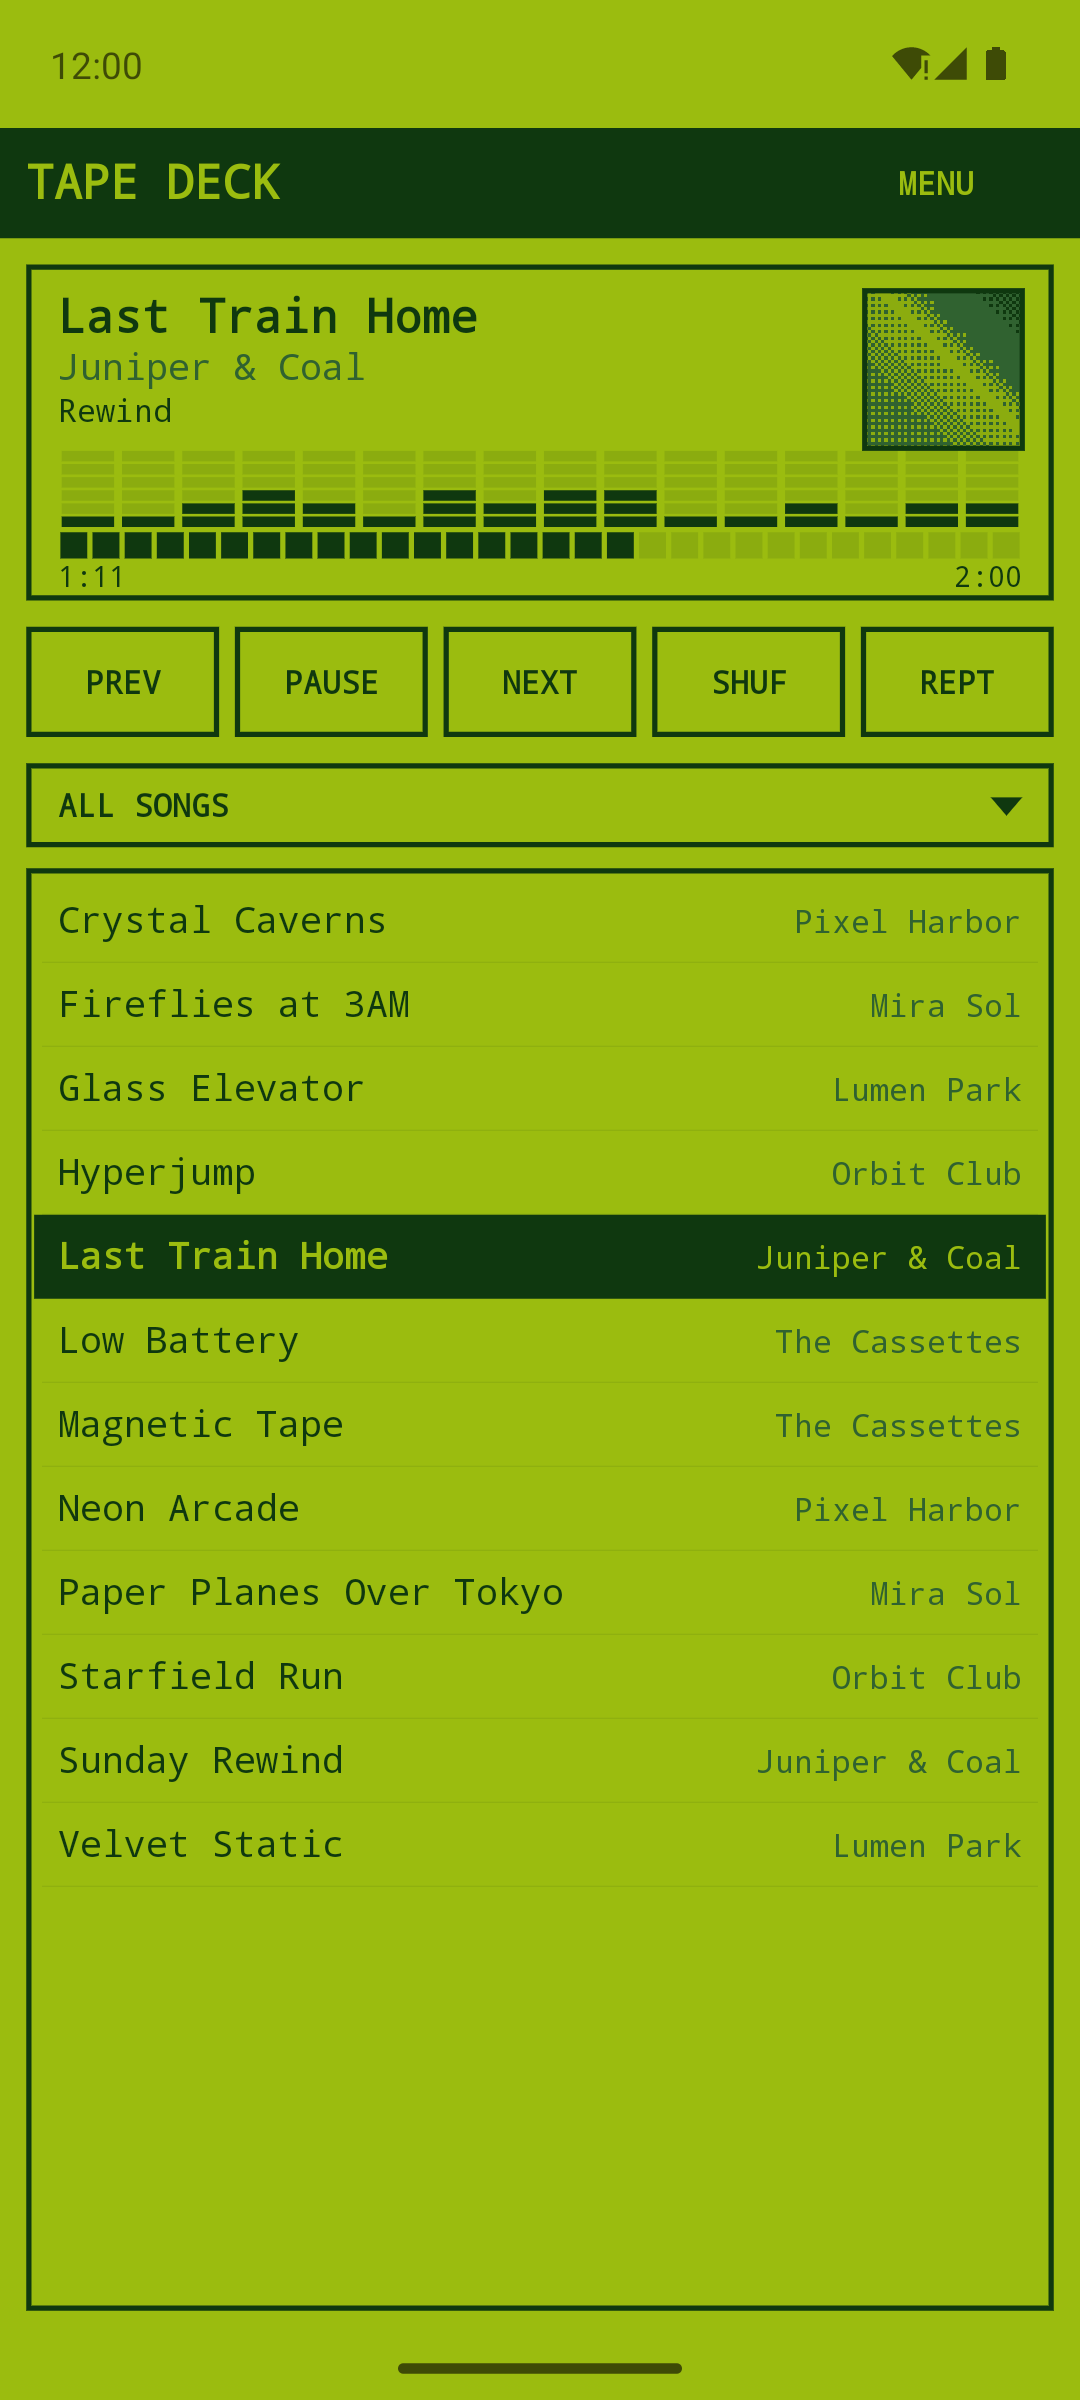 12:00
TAPE DECK MENU
Last Train Home
Juniper & Coal
Rewind
1:11 2:00
PREV PAUSE NEXT SHUF REPT
ALL SONGS
Crystal Caverns Pixel Harbor
Fireflies at 3AM Mira Sol
Glass Elevator Lumen Park
Hyperjump Orbit Club
Last Train Home Juniper & Coal
Low Battery The Cassettes
Magnetic Tape The Cassettes
Neon Arcade Pixel Harbor
Paper Planes Over Tokyo Mira Sol
Starfield Run Orbit Club
Sunday Rewind Juniper & Coal
Velvet Static Lumen Park